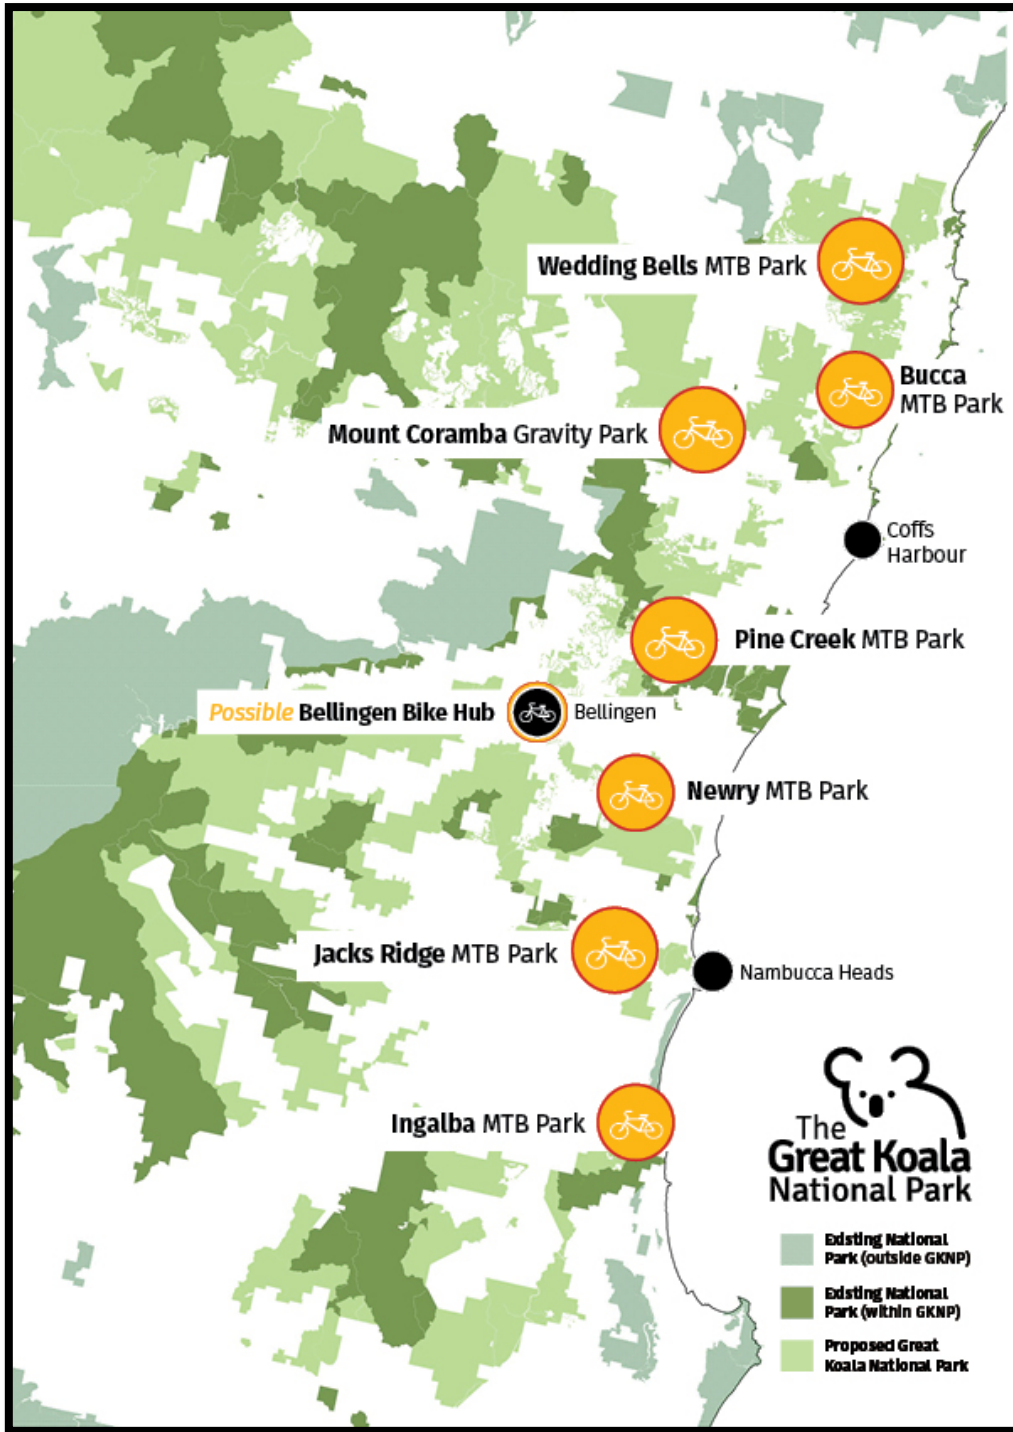 Wedding Bells MTB Park
Bucca
MTB Park
Mount Coramba Gravity Park
Coffs
Harbour
Pine Creek MTB Park
Possible Bellingen Bike Hub
Bellingen
Newry MTB Park
Jacks Ridge MTB Park
Nambucca Heads
Ingalba MTB Park
The
Great Koala
National Park
Existing National
Park (outside GKNP)
Existing National
Park (within GKNP)
Proposed Great
Koala National Park